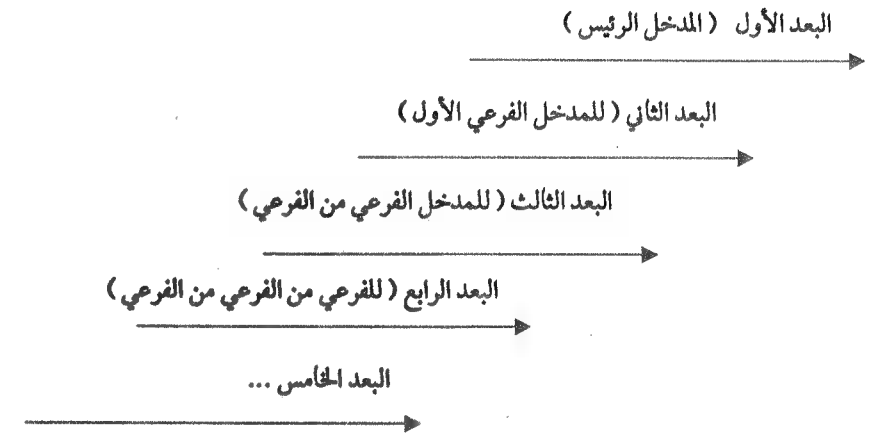 البعد الأول ( المدخل الرئيس )
البعد الثاني ( للمدخل الفرعي الأول )
البعد الثالث ( للمدخل الفرعي من الفرعي )
البعد الرابع ( للفرعي من الفرعي من الفرعي )
البعد الخامس ...